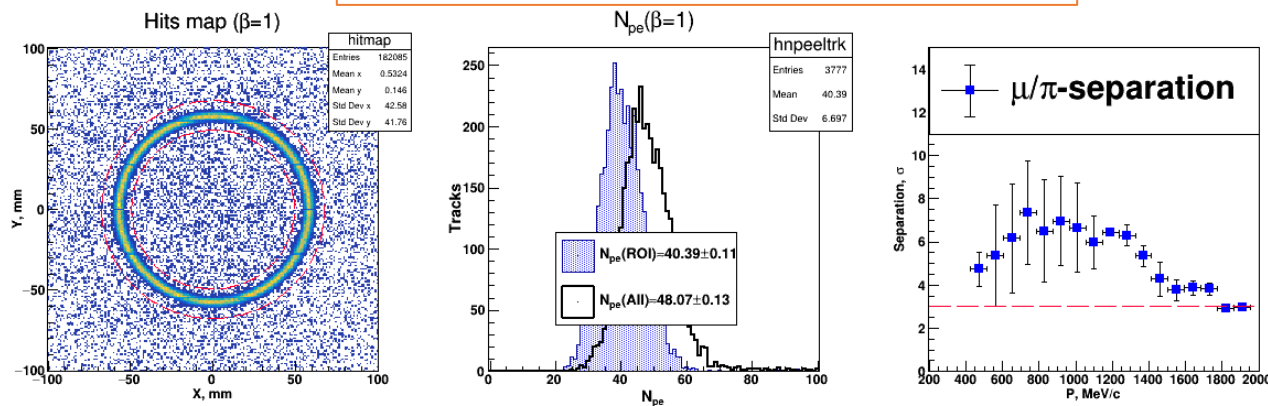 Hits map (β=1)
hitmap
Entries 182085
Mean x 0.5324
Mean y 0.146
Std Dev x 42.58
Std Dev y 41.76
Y, mm
100
50
0
−50
−100
−100 −50 0 50 100
X, mm
N_pe(β=1)
hnpeeltrk
Entries 3777
Mean 40.39
Std Dev 6.697
Tracks
250
200
150
100
50
0
N_pe(ROI)=40.39±0.11
N_pe(All)=48.07±0.13
0 20 40 60 80 100
N_pe
μ/π-separation
Separation, σ
14
12
10
8
6
4
2
0
200 400 600 800 1000 1200 1400 1600 1800 2000
P, MeV/c